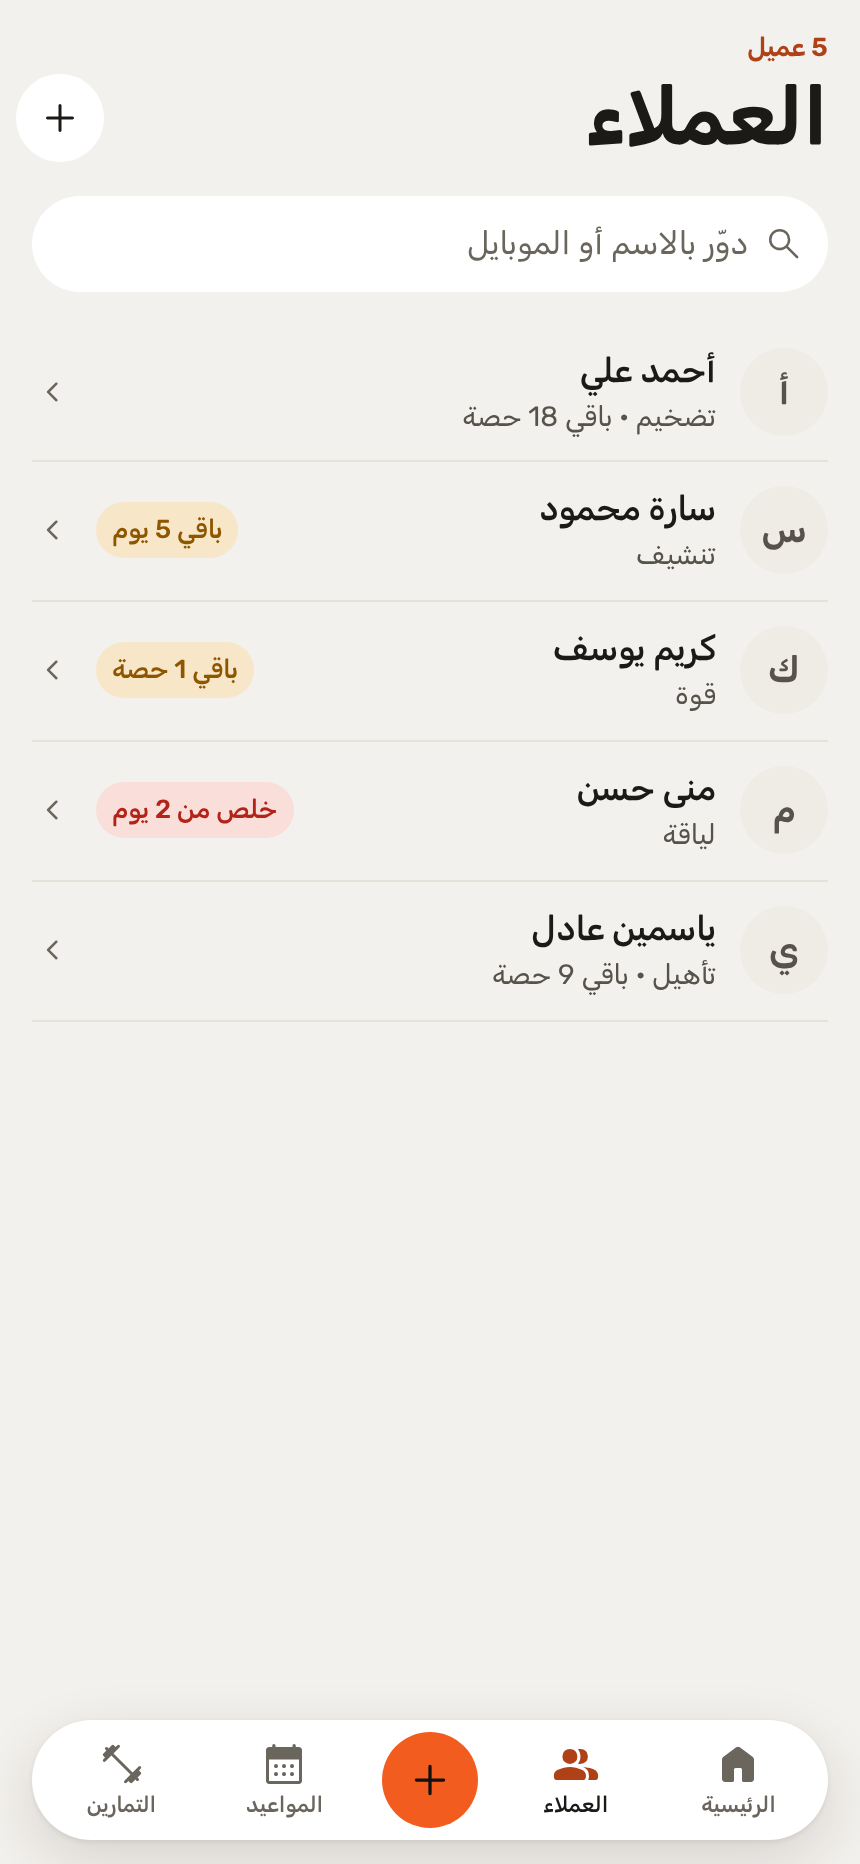 5 عميل
العملاء
دوّر بالاسم أو الموبايل
أ
أحمد علي
تضخيم • باقي 18 حصة
س
سارة محمود
تنشيف
باقي 5 يوم
ك
كريم يوسف
قوة
باقي 1 حصة
م
منى حسن
لياقة
خلص من 2 يوم
ي
ياسمين عادل
تأهيل • باقي 9 حصة
الرئيسية
العملاء
المواعيد
التمارين